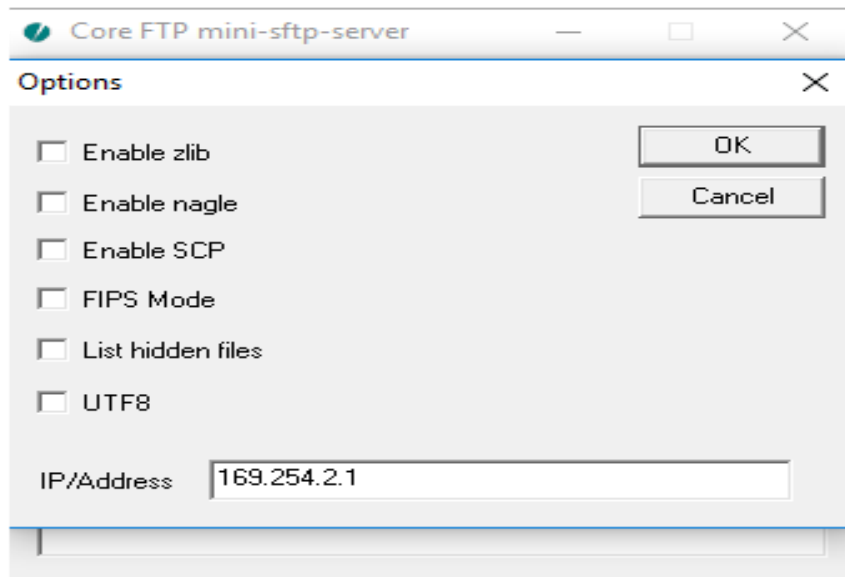 Core FTP mini-sftp-server
Options
Enable zlib
OK
Enable nagle
Cancel
Enable SCP
FIPS Mode
List hidden files
UTF8
IP/Address 169.254.2.1